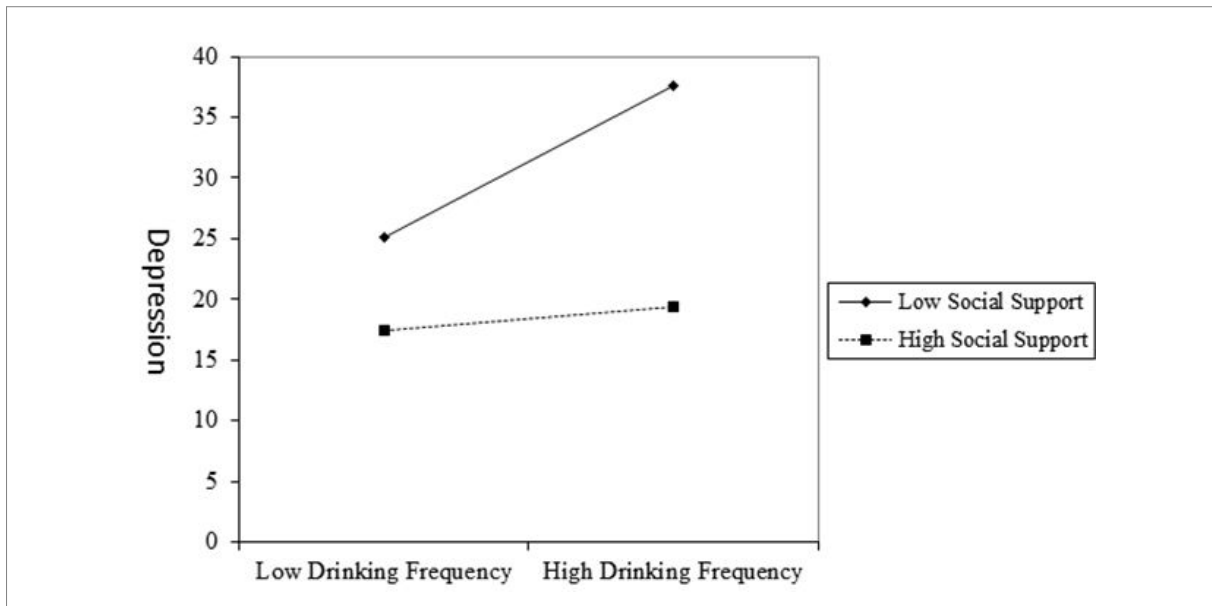 40
35
30
25
20
15
10
5
0
Depression
Low Drinking Frequency
High Drinking Frequency
Low Social Support
High Social Support